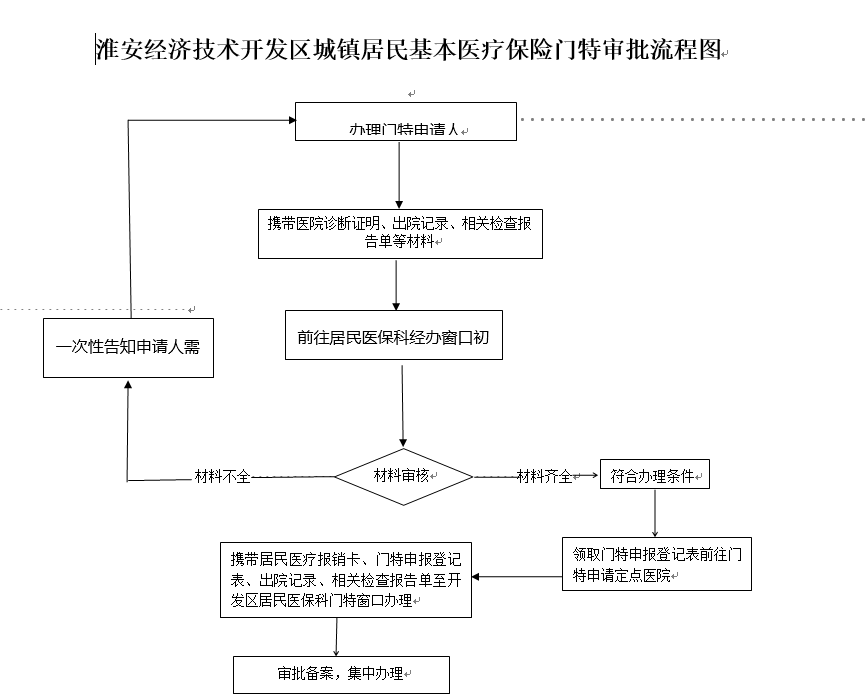 淮安经济技术开发区城镇居民基本医疗保险门特审批流程图
办理门特申请人
携带医院诊断证明、出院记录、相关检查报
告单等材料
前往居民医保科经办窗口初
一次性告知申请人需
材料不全
材料审核
材料齐全
符合办理条件
领取门特申报登记表前往门
特申请定点医院
携带居民医疗报销卡、门特申报登记
表、出院记录、相关检查报告单至开
发区居民医保科门特窗口办理
审批备案，集中办理